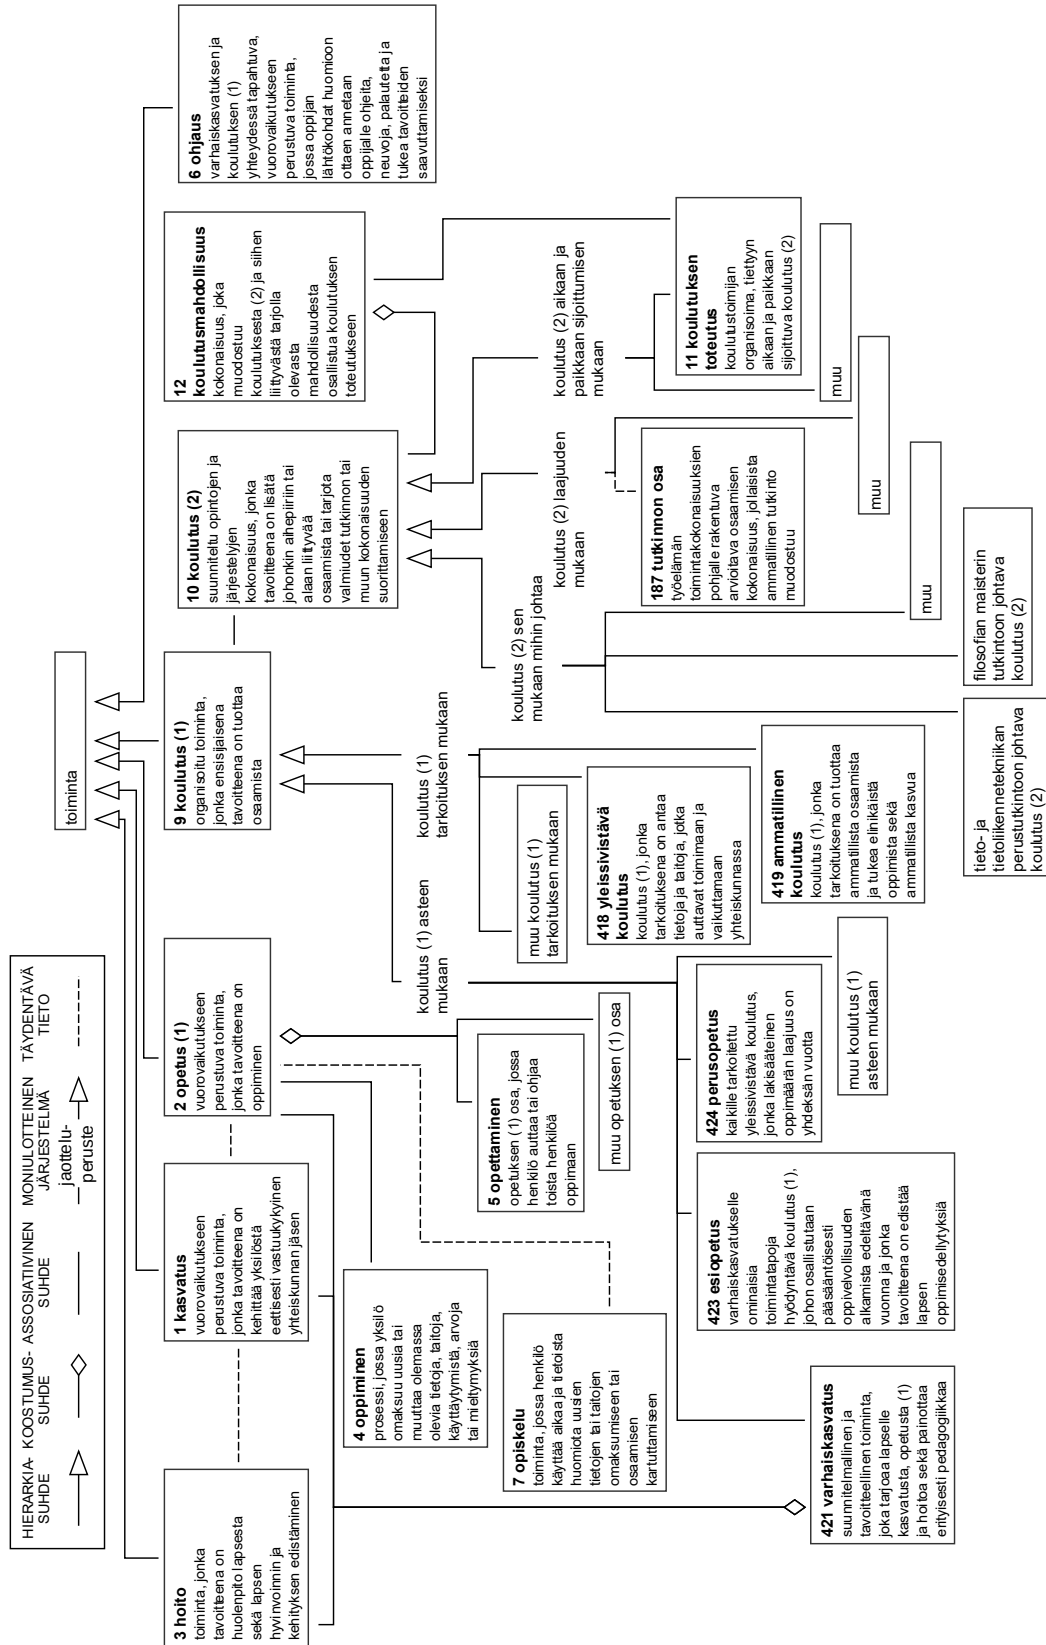 HIERARKIA- KOOSTUMUS- ASSOSIATIIVINEN MONIULOTTEINEN TÄYDENTÄVÄ
SUHDE SUHDE SUHDE JÄRJESTELMÄ TIETO
jaottelu-
peruste
toiminta
3 hoito
toiminta, jonka
tavoitteena on
huolenpito lapsesta
sekä lapsen
hyvinvoinnin ja
kehityksen edistäminen
1 kasvatus
vuorovaikutukseen
perustuva toiminta,
jonka tavoitteena on
kehittää yksilöstä
eettisesti vastuukykyinen
yhteiskunnan jäsen
2 opetus (1)
vuorovaikutukseen
perustuva toiminta,
jonka tavoitteena on
oppiminen
9 koulutus (1)
organisoitu toiminta,
jonka ensisijaisena
tavoitteena on tuottaa
osaamista
10 koulutus (2)
suunniteltu opintojen ja
järjestelyjen
kokonaisuus, jonka
tavoitteena on lisätä
johonkin aihepiiriin tai
alaan liittyvää
osaamista tai tarjota
valmiudet tutkinnon tai
muun kokonaisuuden
suorittamiseen
12
koulutusmahdollisuus
kokonaisuus, joka
muodostuu
koulutuksesta (2) ja siihen
liittyvästä tarjolla
olevasta
mahdollisuudesta
osallistua koulutuksen
toteutukseen
6 ohjaus
varhaiskasvatuksen ja
koulutuksen (1)
yhteydessä tapahtuva,
vuorovaikutukseen
perustuva toiminta,
jossa oppijan
lähtökohdat huomioon
ottaen annetaan
oppijalle ohjeita,
neuvoja, palautetta ja
tukea tavoitteiden
saavuttamiseksi
4 oppiminen
prosessi, jossa yksilö
omaksuu uusia tai
muuttaa olemassa
olevia tietoja, taitoja,
käyttäytymistä, arvoja
tai mieltymyksiä
7 opiskelu
toiminta, jossa henkilö
käyttää aikaa ja tietoista
huomiota uusien
tietojen tai taitojen
omaksumiseen tai
osaamisen
kartuttamiseen
5 opettaminen
opetuksen (1) osa, jossa
henkilö auttaa tai ohjaa
toista henkilöä
oppimaan
muu opetuksen (1) osa
koulutus (1) asteen
mukaan
koulutus (1)
tarkoituksen mukaan
muu koulutus (1)
tarkoituksen mukaan
418 yleissivistävä
koulutus
koulutus (1), jonka
tarkoituksena on antaa
tietoja ja taitoja, jotka
auttavat toimimaan ja
vaikuttamaan
yhteiskunnassa
419 ammatillinen
koulutus
koulutus (1), jonka
tarkoituksena on tuottaa
ammatillista osaamista
ja tukea elinikäistä
oppimista sekä
ammatillista kasvua
421 varhaiskasvatus
suunnitelmallinen ja
tavoitteellinen toiminta,
joka tarjoaa lapselle
kasvatusta, opetusta (1)
ja hoitoa sekä painottaa
erityisesti pedagogiikkaa
423 esiopetus
varhaiskasvatukselle
ominaisia
toimintatapoja
hyödyntävä koulutus (1),
johon osallistutaan
pääsääntöisesti
oppivelvollisuuden
alkamista edeltävänä
vuonna ja jonka
tavoitteena on edistää
lapsen
oppimisedellytyksiä
424 perusopetus
kaikille tarkoitettu
yleissivistävä koulutus,
jonka lakisääteinen
oppimäärän laajuus on
yhdeksän vuotta
muu koulutus (1)
asteen mukaan
koulutus (2) sen
mukaan mihin johtaa
koulutus (2) laajuuden
mukaan
koulutus (2) aikaan ja
paikkaan sijoittumisen
mukaan
tieto- ja
tietoliikennetekniikan
perustutkintoon johtava
koulutus (2)
filosofian maisterin
tutkintoon johtava
koulutus (2)
muu
187 tutkinnon osa
työelämän
toimintakokonaisuuksien
pohjalle rakentuva
arvioitava osaamisen
kokonaisuus, jollaisista
ammatillinen tutkinto
muodostuu
muu
11 koulutuksen
toteutus
koulutustoimijan
organisoima, tiettyyn
aikaan ja paikkaan
sijoittuva koulutus (2)
muu